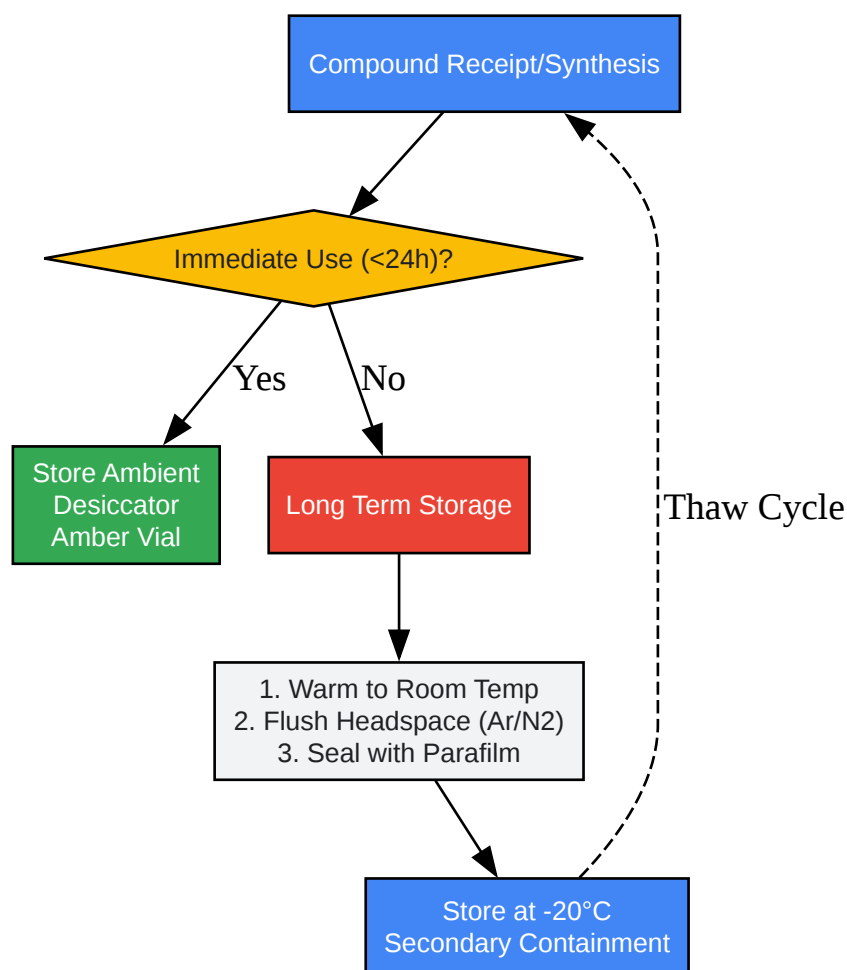 Compound Receipt/Synthesis
Immediate Use (<24h)?
Yes
No
Store Ambient
Desiccator
Amber Vial
Long Term Storage
Thaw Cycle
1. Warm to Room Temp
2. Flush Headspace (Ar/N2)
3. Seal with Parafilm
Store at -20°C
Secondary Containment